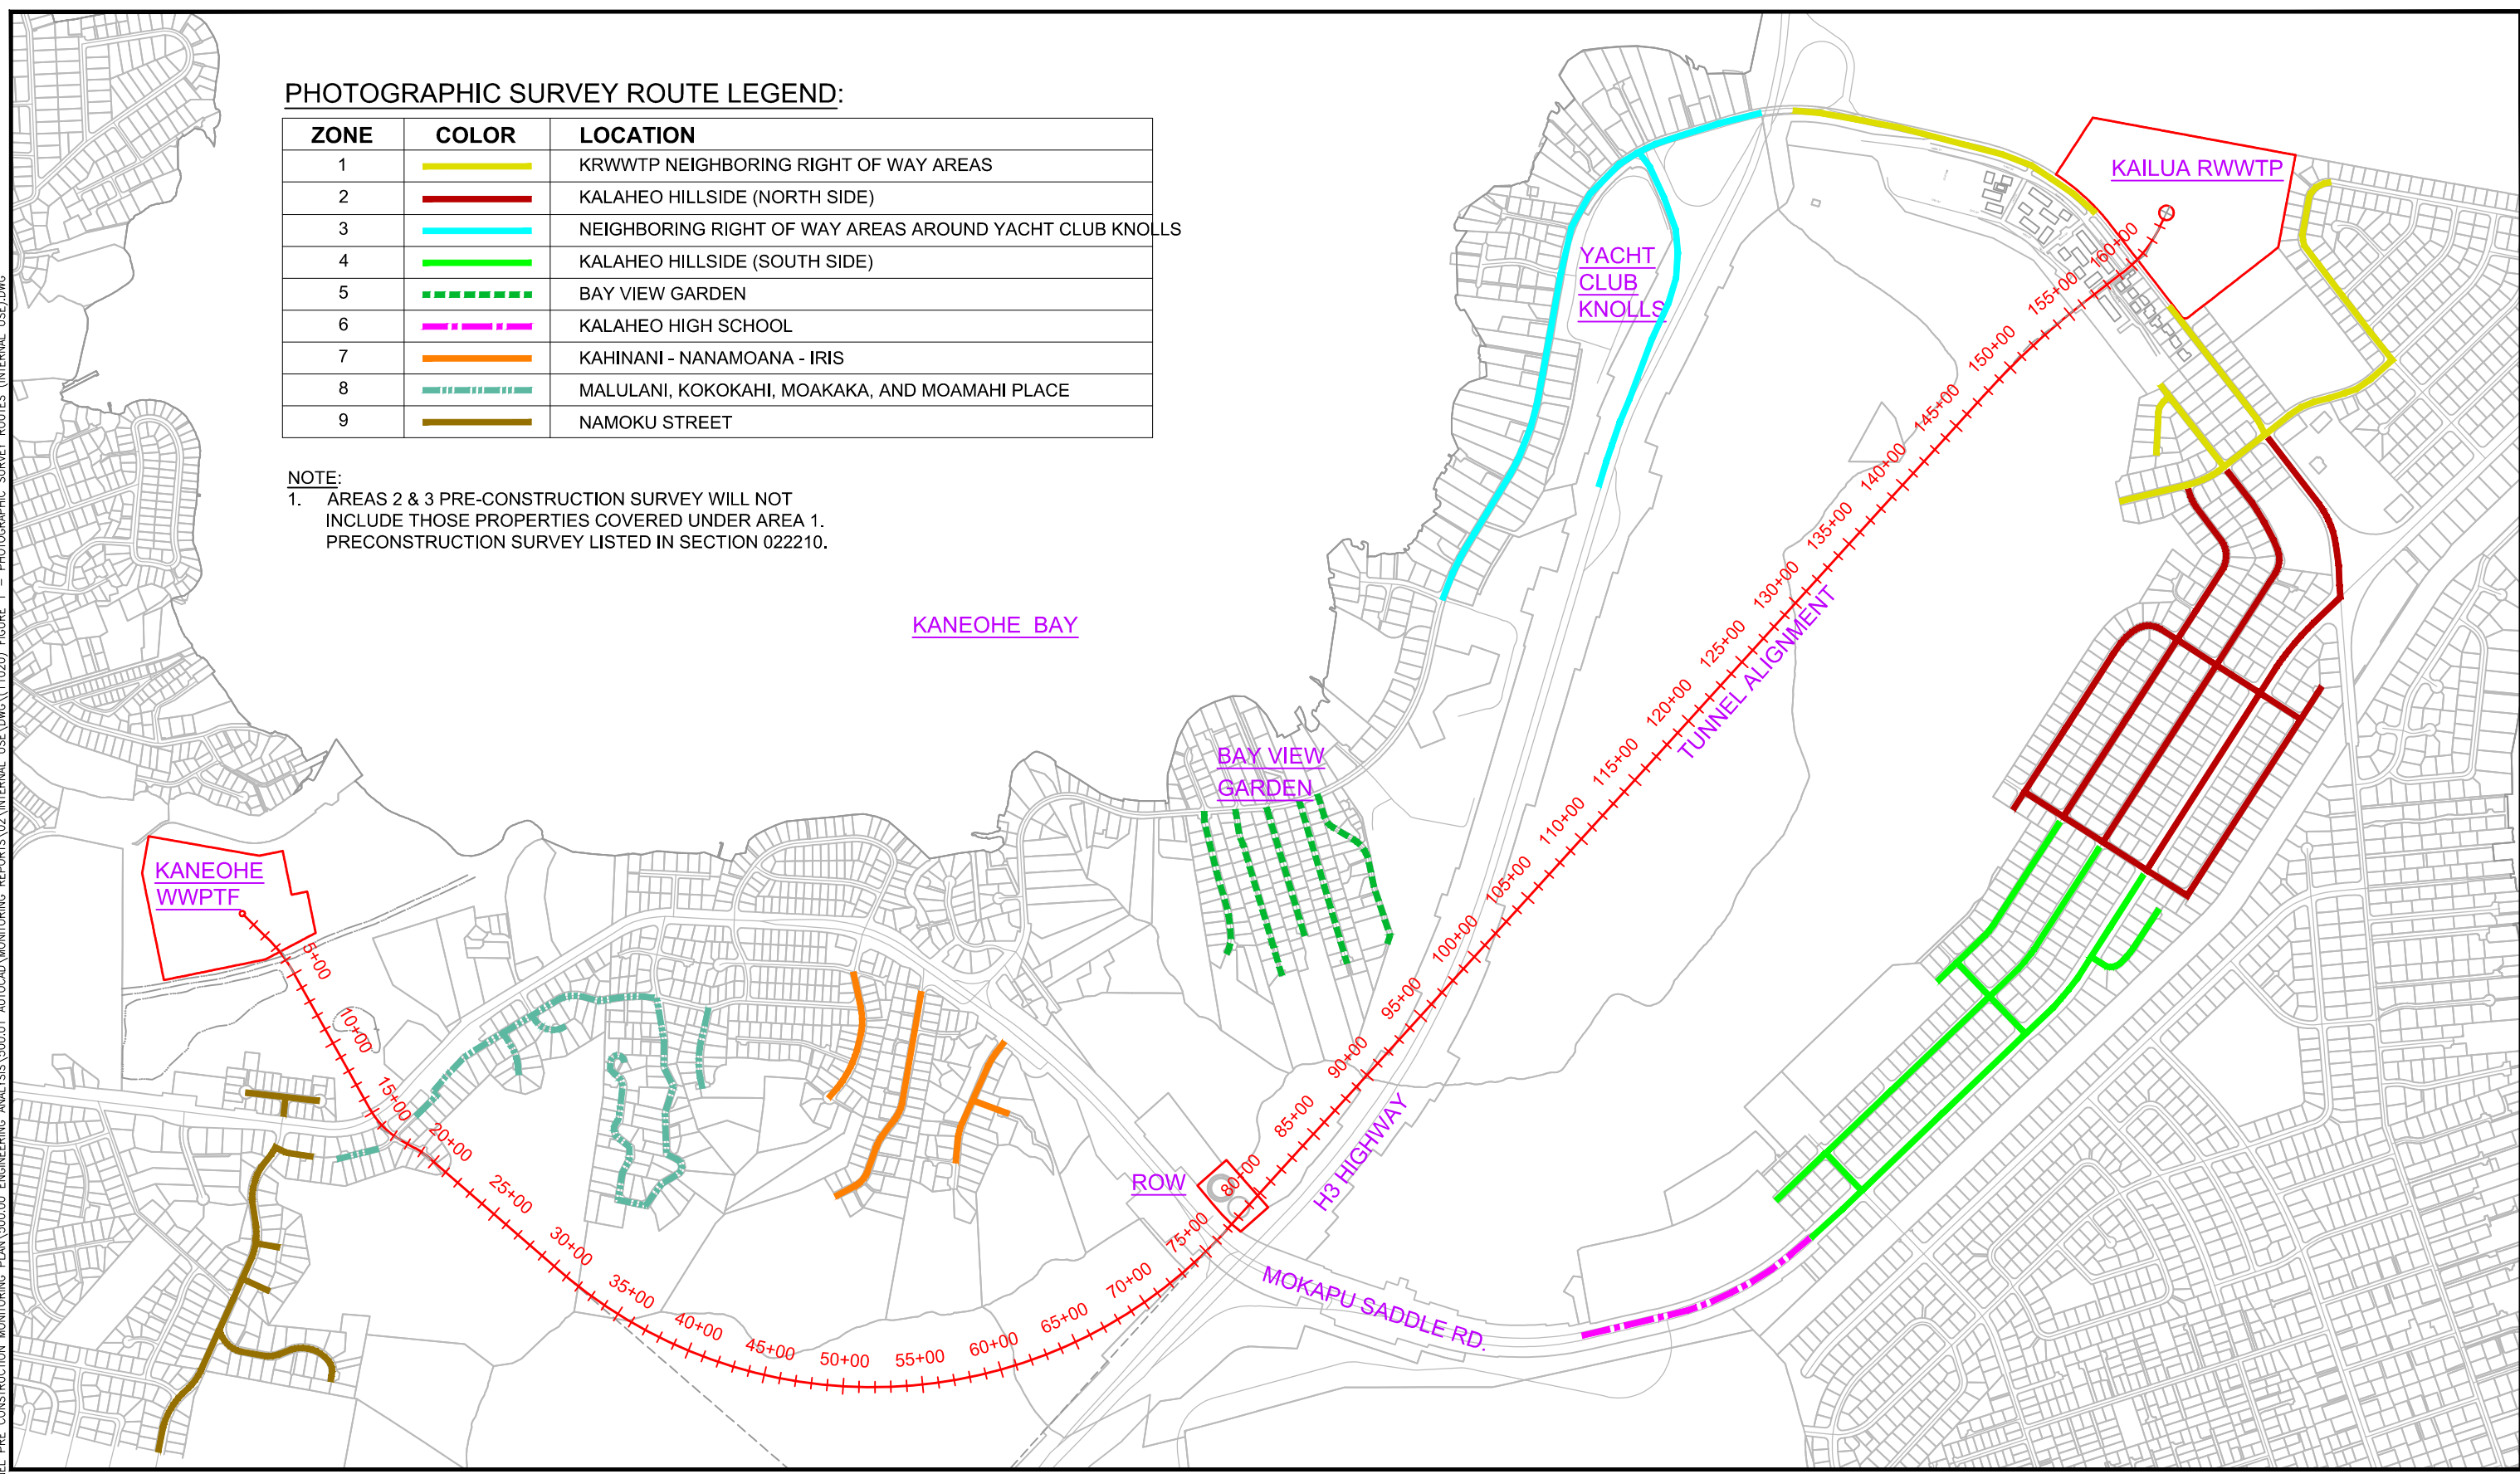 PHOTOGRAPHIC SURVEY ROUTE LEGEND:
ZONE COLOR LOCATION
1 KRWWTP NEIGHBORING RIGHT OF WAY AREAS
2 KALAHEO HILLSIDE (NORTH SIDE)
3 NEIGHBORING RIGHT OF WAY AREAS AROUND YACHT CLUB KNOLLS
4 KALAHEO HILLSIDE (SOUTH SIDE)
5 BAY VIEW GARDEN
6 KALAHEO HIGH SCHOOL
7 KAHINANI - NANAMOANA - IRIS
8 MALULANI, KOKOKAHI, MOAKAKA, AND MOAMAHI PLACE
9 NAMOKU STREET
NOTE:
1. AREAS 2 & 3 PRE-CONSTRUCTION SURVEY WILL NOT
INCLUDE THOSE PROPERTIES COVERED UNDER AREA 1.
PRECONSTRUCTION SURVEY LISTED IN SECTION 022210.
KAILUA RWWTP
YACHT
CLUB
KNOLLS
KANEOHE BAY
BAY VIEW
GARDEN
KANEOHE
WWPTF
TUNNEL ALIGNMENT
H3 HIGHWAY
ROW
MOKAPU SADDLE RD.
5+00
10+00
15+00
20+00
25+00
30+00
35+00
40+00
45+00
50+00
55+00
60+00
65+00
70+00
75+00
80+00
85+00
90+00
95+00
100+00
105+00
110+00
115+00
120+00
125+00
130+00
135+00
140+00
145+00
150+00
155+00
160+00